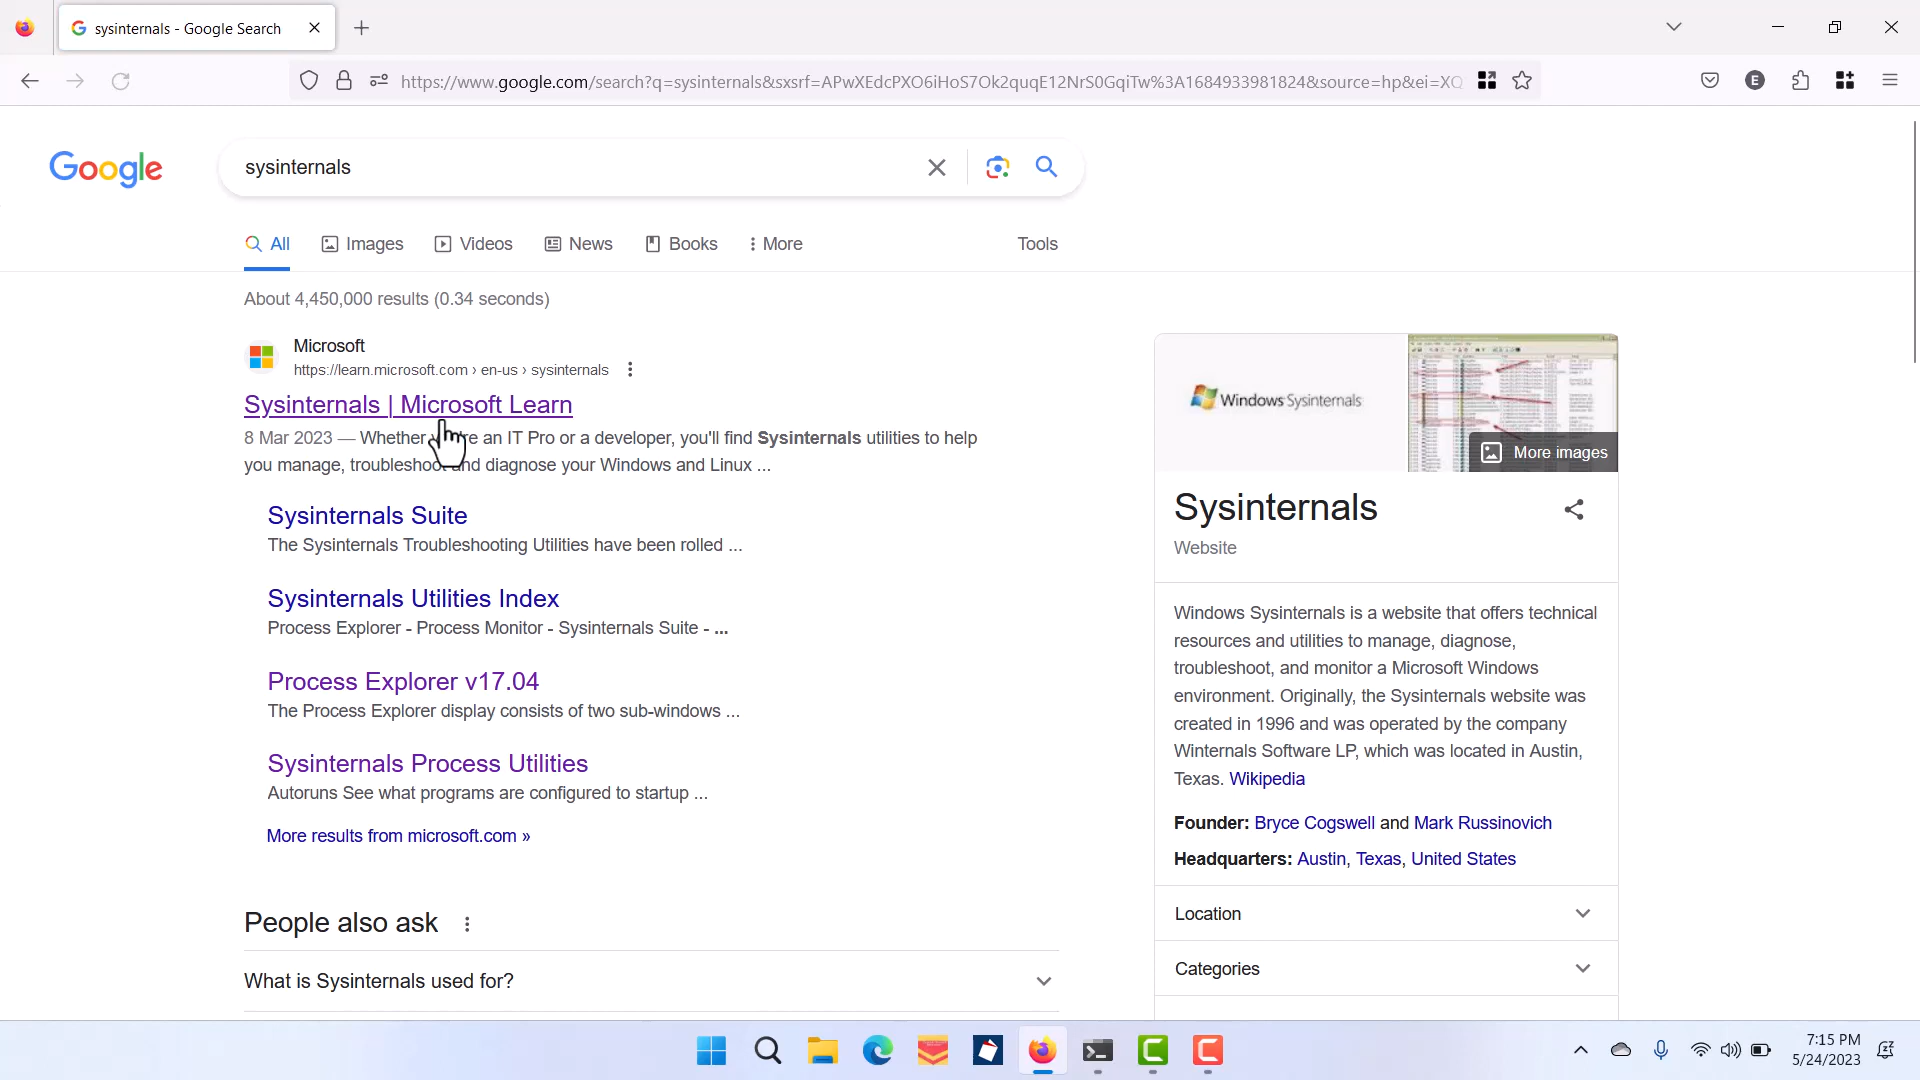 sysinternals - Google Search
https://www.google.com/search?q=sysinternals&sxsrf=APwXEdcPXO6iHoS7Ok2quqE12NrS0GqiTw%3A1684933981824&source=hp&ei=XQ
E
Google
sysinternals
All Images Videos News Books More Tools
About 4,450,000 results (0.34 seconds)
Microsoft
https://learn.microsoft.com › en-us › sysinternals
Sysinternals | Microsoft Learn
8 Mar 2023 — Whether re an IT Pro or a developer, you'll find Sysinternals utilities to help
you manage, troubleshoot and diagnose your Windows and Linux ...
Sysinternals Suite
The Sysinternals Troubleshooting Utilities have been rolled ...
Sysinternals Utilities Index
Process Explorer - Process Monitor - Sysinternals Suite - ...
Process Explorer v17.04
The Process Explorer display consists of two sub-windows ...
Sysinternals Process Utilities
Autoruns See what programs are configured to startup ...
More results from microsoft.com »
People also ask
What is Sysinternals used for?
Windows Sysinternals
More images
Sysinternals
Website
Windows Sysinternals is a website that offers technical
resources and utilities to manage, diagnose,
troubleshoot, and monitor a Microsoft Windows
environment. Originally, the Sysinternals website was
created in 1996 and was operated by the company
Winternals Software LP, which was located in Austin,
Texas. Wikipedia
Founder: Bryce Cogswell and Mark Russinovich
Headquarters: Austin, Texas, United States
Location
Categories
7:15 PM
5/24/2023